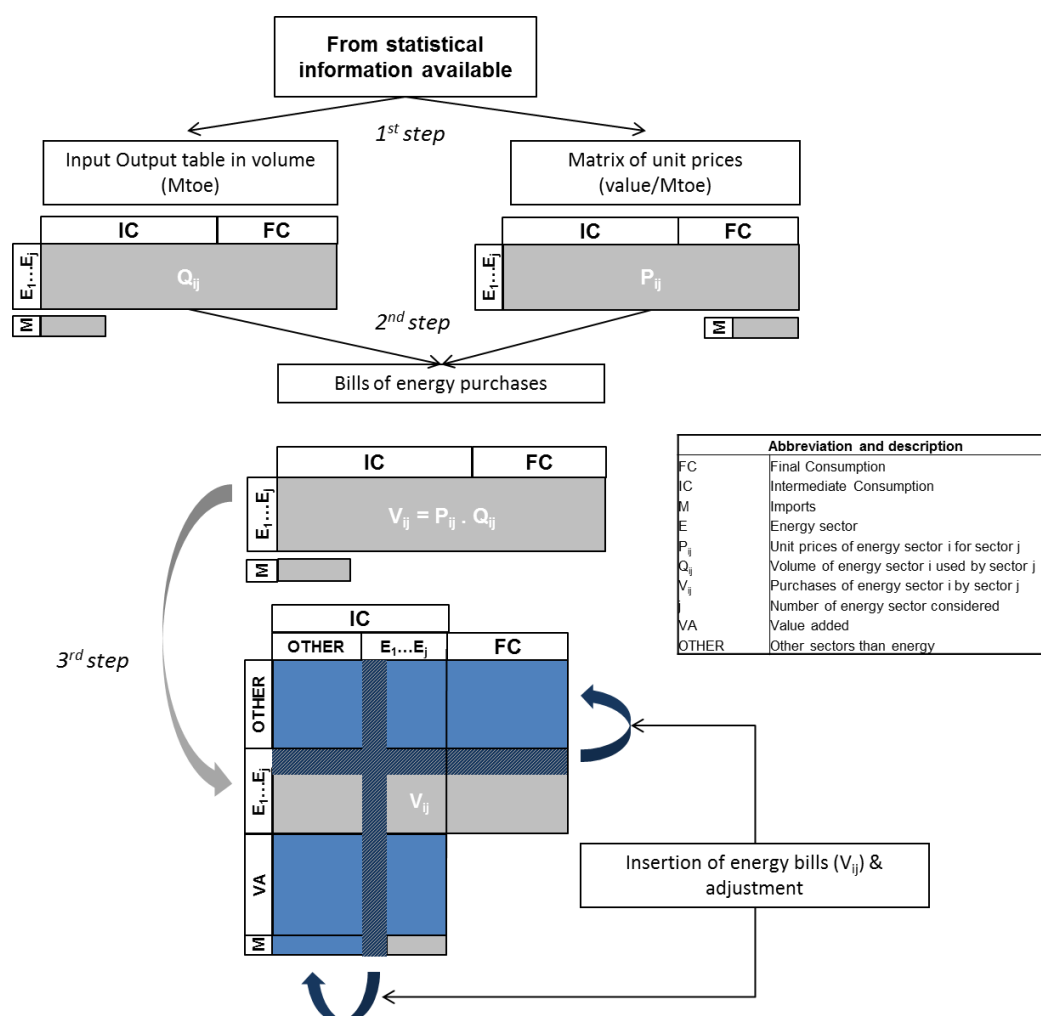 From statistical
information available
1st step
Input Output table in volume
(Mtoe)
Matrix of unit prices
(value/Mtoe)
IC FC
E1...Ej
Qij
M
IC FC
E1...Ej
Pij
M
2nd step
Bills of energy purchases
IC FC
E1...Ej
Vij = Pij . Qij
M
Abbreviation and description
FC Final Consumption
IC Intermediate Consumption
M Imports
E Energy sector
Pij Unit prices of energy sector i for sector j
Qij Volume of energy sector i used by sector j
Vij Purchases of energy sector i by sector j
j Number of energy sector considered
VA Value added
OTHER Other sectors than energy
3rd step
IC
OTHER E1...Ej FC
OTHER
E1...Ej
Vij
VA
M
Insertion of energy bills (Vij) &
adjustment